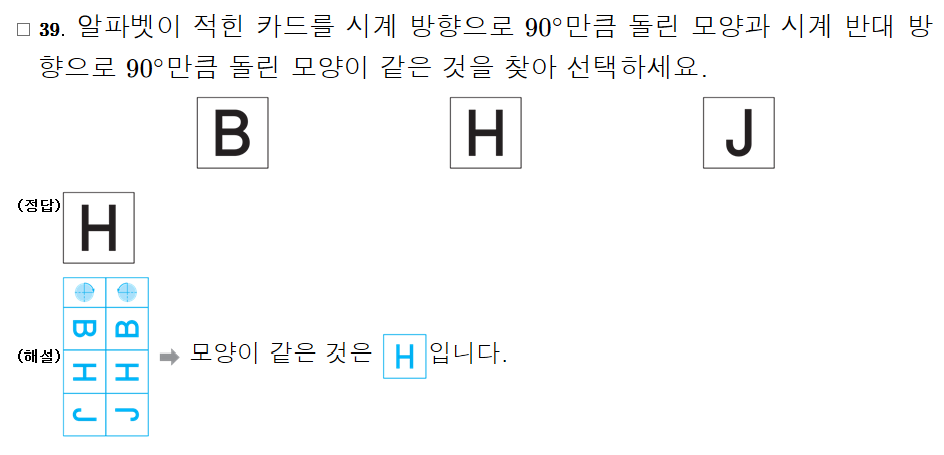 □ 39. 알파벳이 적힌 카드를 시계 방향으로 90°만큼 돌린 모양과 시계 반대 방
향으로 90°만큼 돌린 모양이 같은 것을 찾아 선택하세요.
B H J
(정답) H
B B
(해설) H H ➡ 모양이 같은 것은 H 입니다.
J J